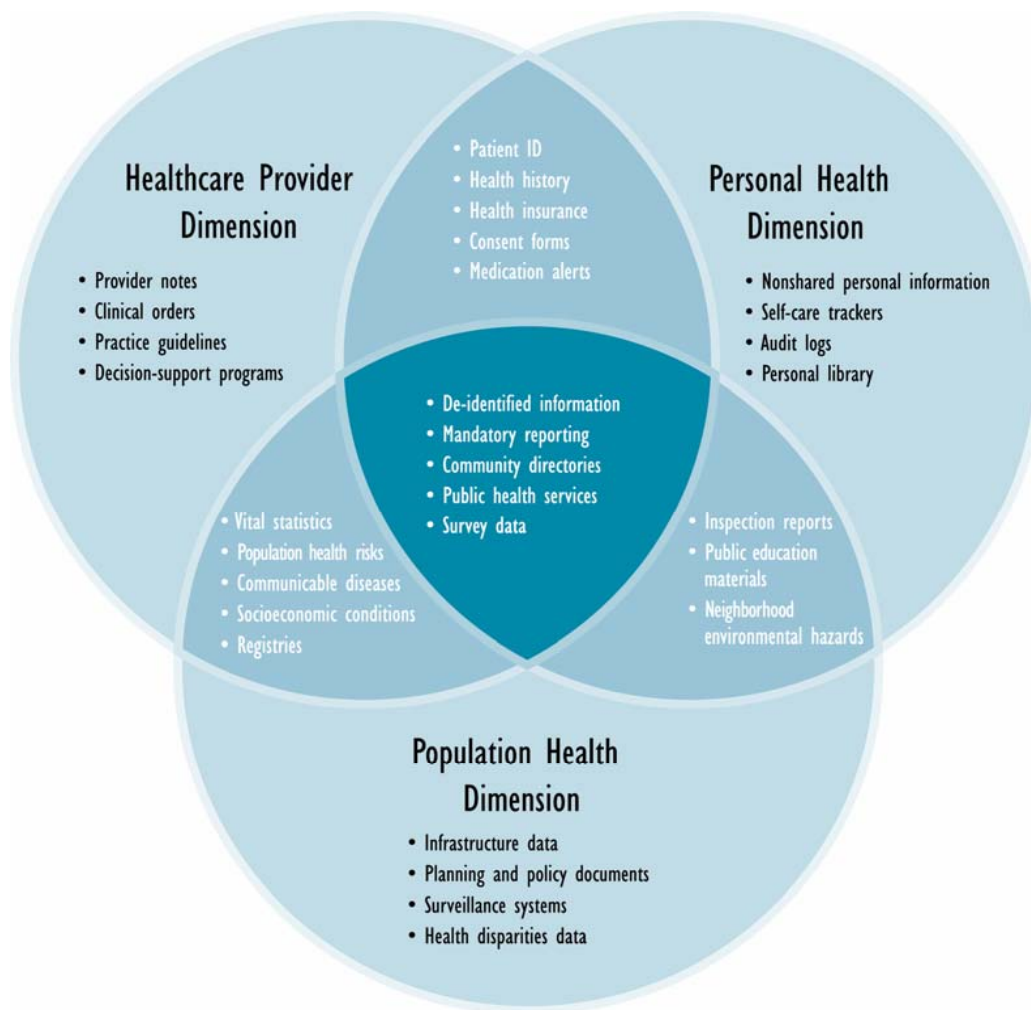 Healthcare Provider
Dimension
• Provider notes
• Clinical orders
• Practice guidelines
• Decision-support programs
• Patient ID
• Health history
• Health insurance
• Consent forms
• Medication alerts
Personal Health
Dimension
• Nonshared personal information
• Self-care trackers
• Audit logs
• Personal library
• De-identified information
• Mandatory reporting
• Community directories
• Public health services
• Survey data
• Vital statistics
• Population health risks
• Communicable diseases
• Socioeconomic conditions
• Registries
• Inspection reports
• Public education
materials
• Neighborhood
environmental hazards
Population Health
Dimension
• Infrastructure data
• Planning and policy documents
• Surveillance systems
• Health disparities data